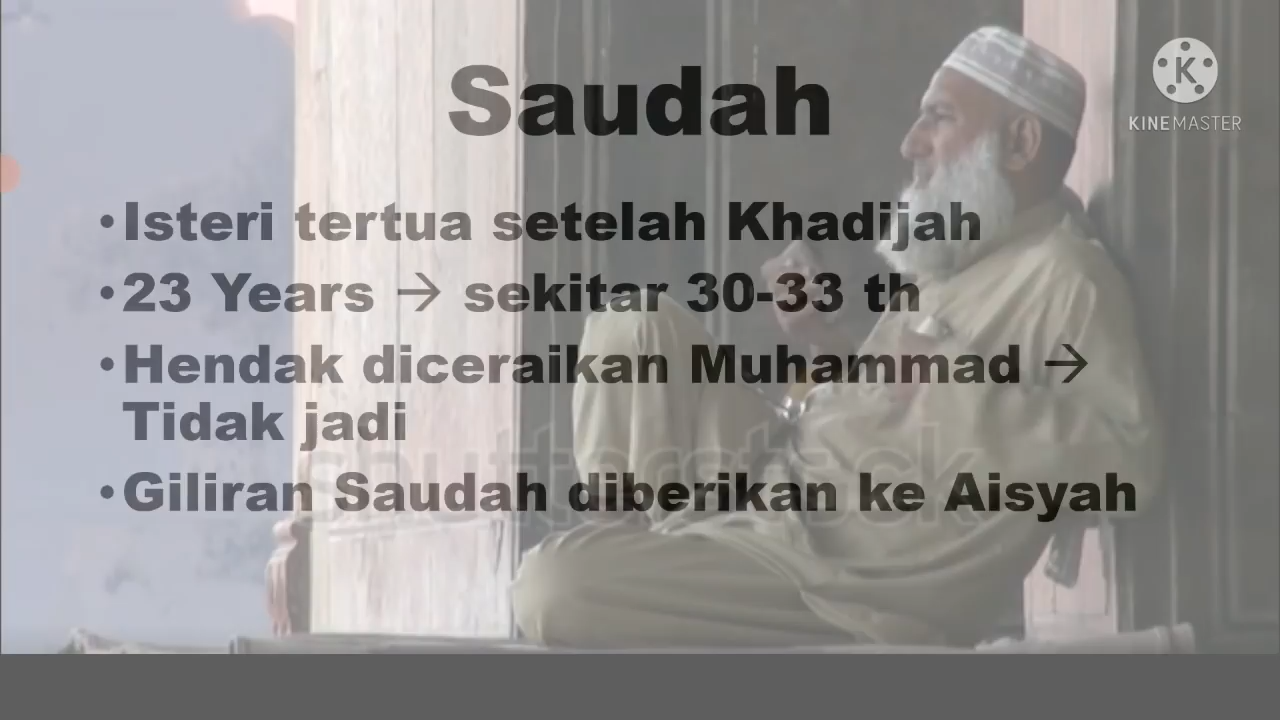 Saudah
K
KINEMASTER
•Isteri tertua setelah Khadijah
•23 Years → sekitar 30-33 th
•Hendak diceraikan Muhammad →
Tidak jadi
shutterstock
•Giliran Saudah diberikan ke Aisyah